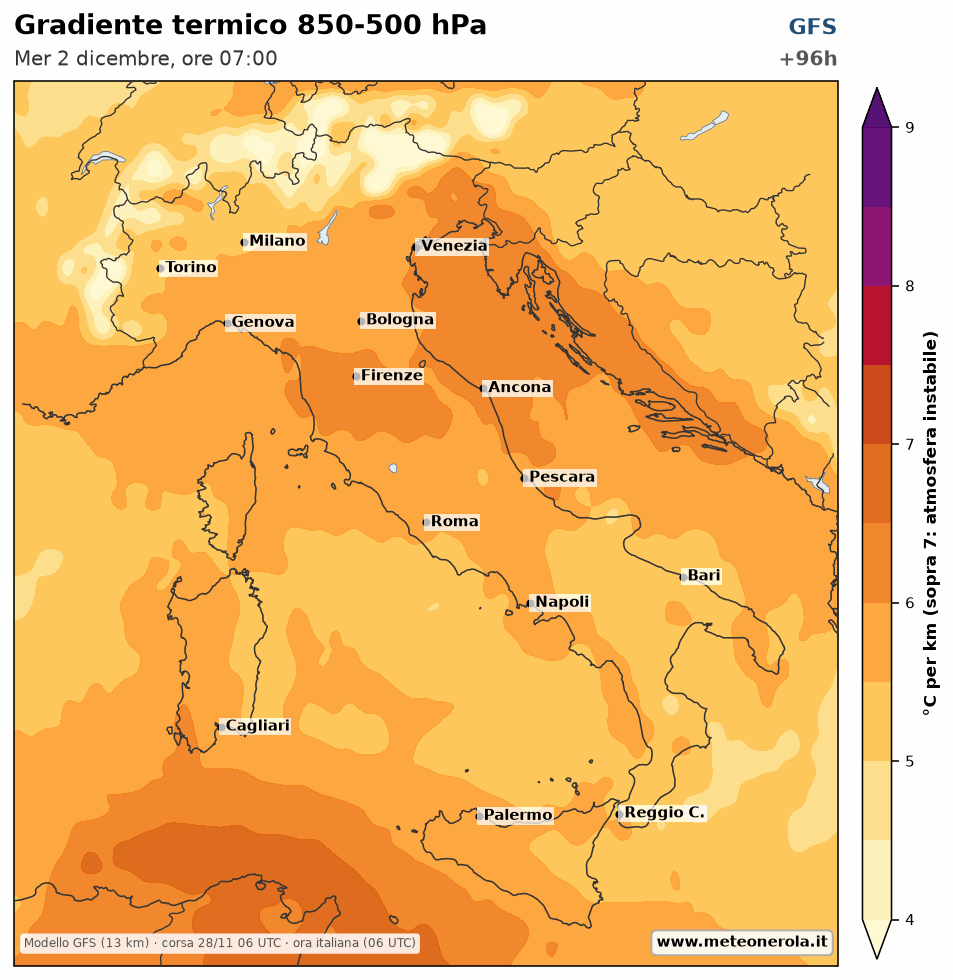 Gradiente termico 850-500 hPa
GFS
Mer 2 dicembre, ore 07:00
+96h
Milano
Venezia
Torino
Genova
Bologna
Firenze
Ancona
Pescara
Roma
Bari
Napoli
Cagliari
Palermo
Reggio C.
9
8
7
6
5
4
°C per km (sopra 7: atmosfera instabile)
Modello GFS (13 km) · corsa 28/11 06 UTC · ora italiana (06 UTC)
www.meteonerola.it